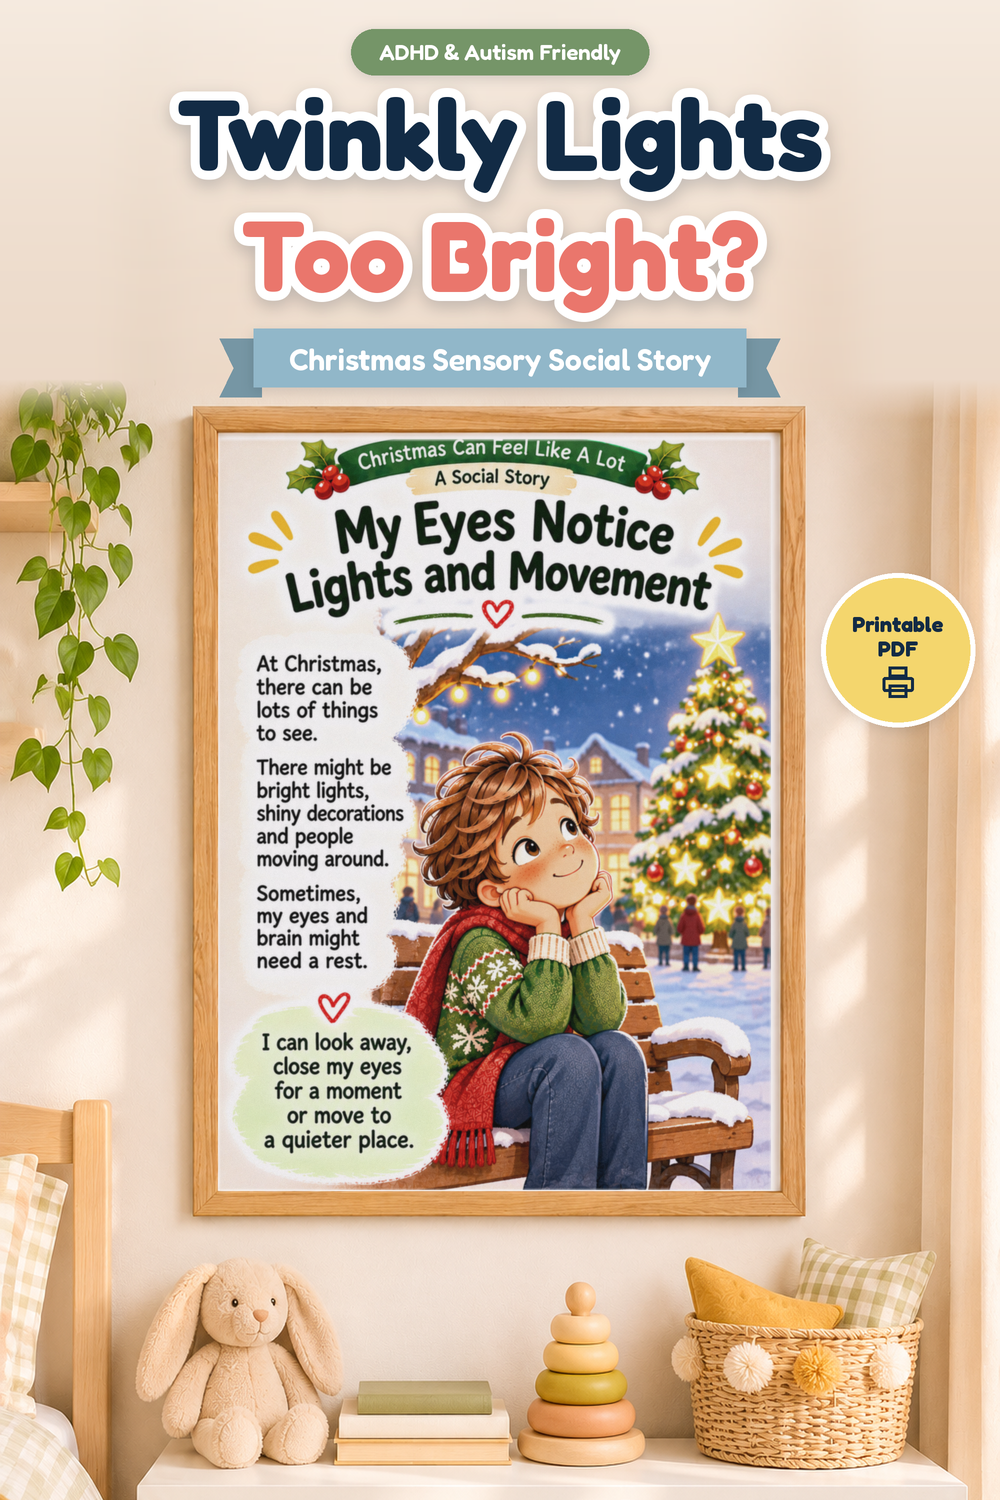 ADHD & Autism Friendly
Twinkly Lights
Too Bright?
Christmas Sensory Social Story
Christmas Can Feel Like A Lot
A Social Story
My Eyes Notice
Lights and Movement
At Christmas,
there can be
lots of things
to see.
There might be
bright lights,
shiny decorations
and people
moving around.
Sometimes,
my eyes and
brain might
need a rest.
I can look away,
close my eyes
for a moment
or move to
a quieter place.
Printable
PDF